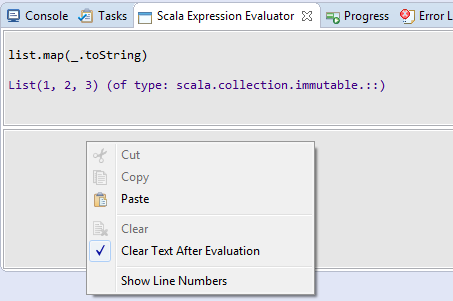 Console Tasks Scala Expression Evaluator Progress Error L
list.map(_.toString)
List(1, 2, 3) (of type: scala.collection.immutable.::)
Cut
Copy
Paste
Clear
Clear Text After Evaluation
Show Line Numbers